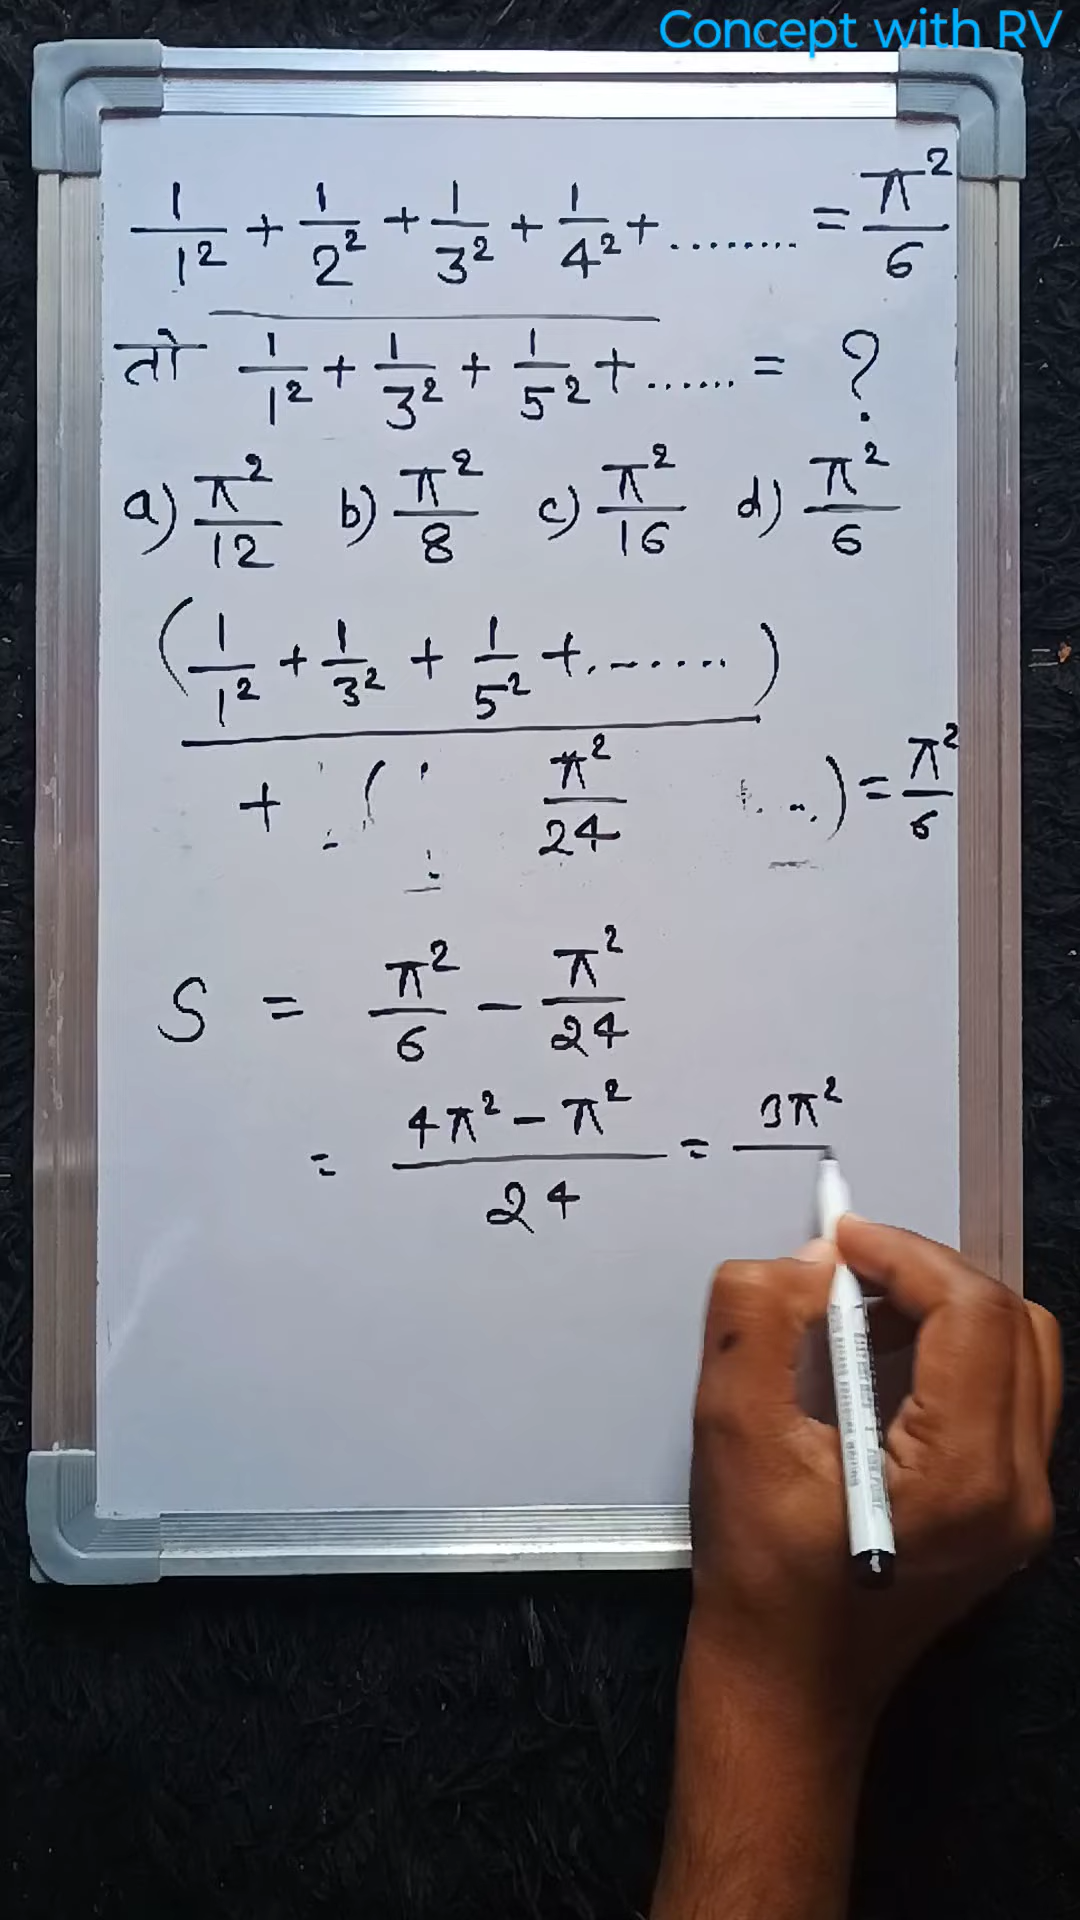 Concept with RV
1/1² + 1/2² + 1/3² + 1/4² + ........ = π²/6
तो 1/1² + 1/3² + 1/5² + ...... = ?
a) π²/12 b) π²/8 c) π²/16 d) π²/6
(1/1² + 1/3² + 1/5² + .......)
+ ( π²/24 ...) = π²/6
S = π²/6 - π²/24
= (4π² - π²)/24 = 3π²/